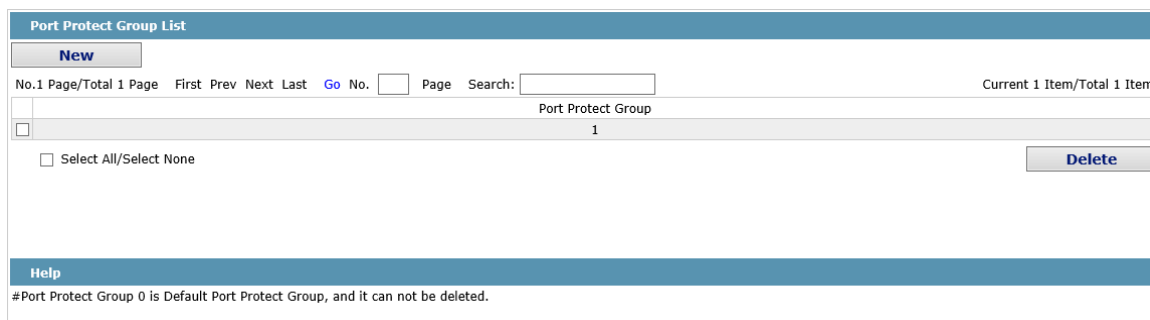 Port Protect Group List
New
No.1 Page/Total 1 Page First Prev Next Last Go No. Page Search: Current 1 Item/Total 1 Item
Port Protect Group
1
Select All/Select None Delete
Help
#Port Protect Group 0 is Default Port Protect Group, and it can not be deleted.